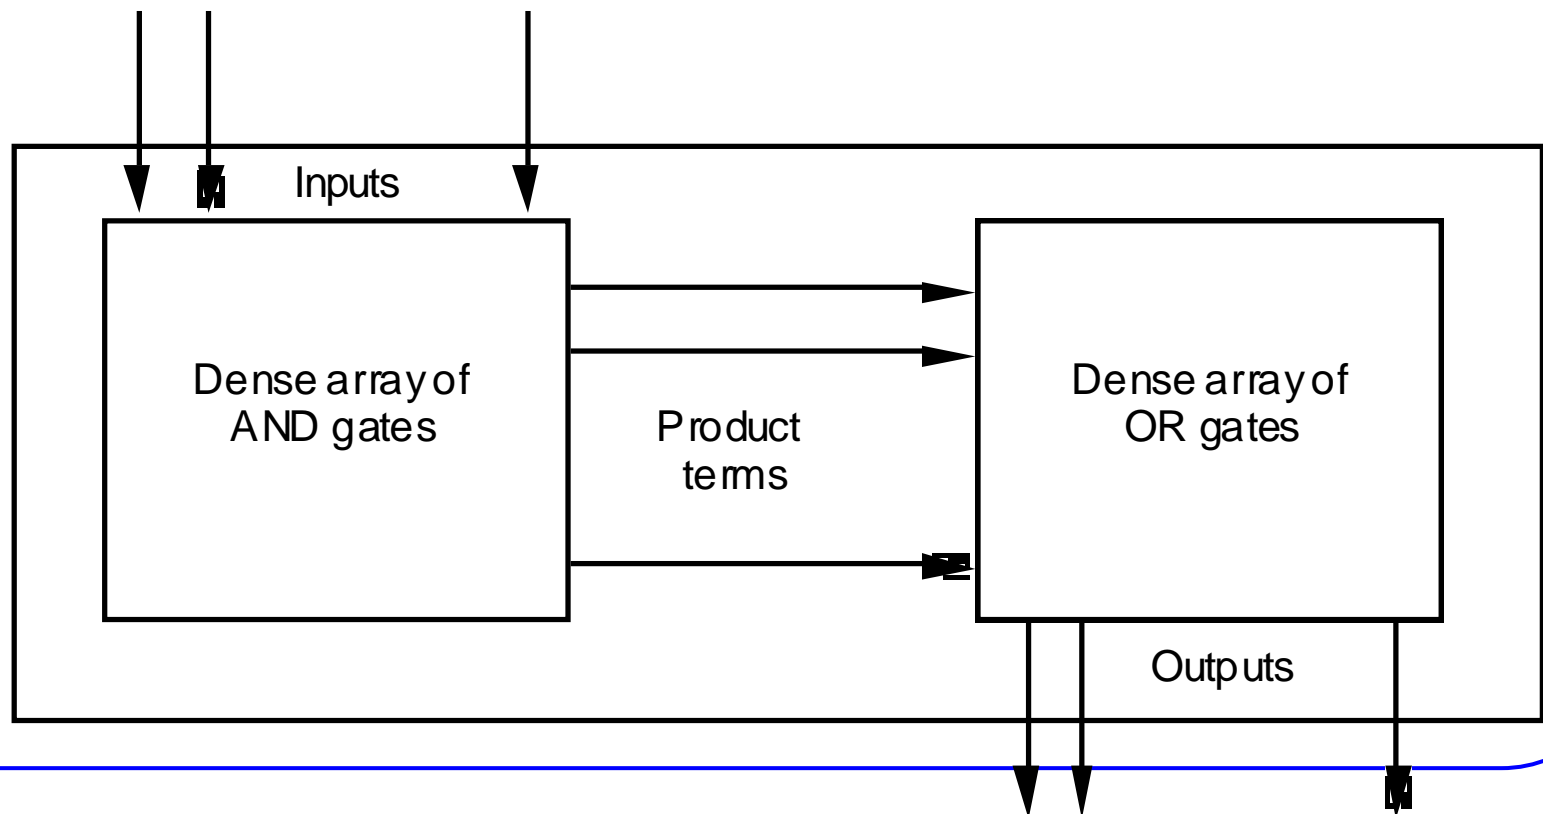 Inputs
Dense array of
AND gates
Product
terms
Dense array of
OR gates
Outputs